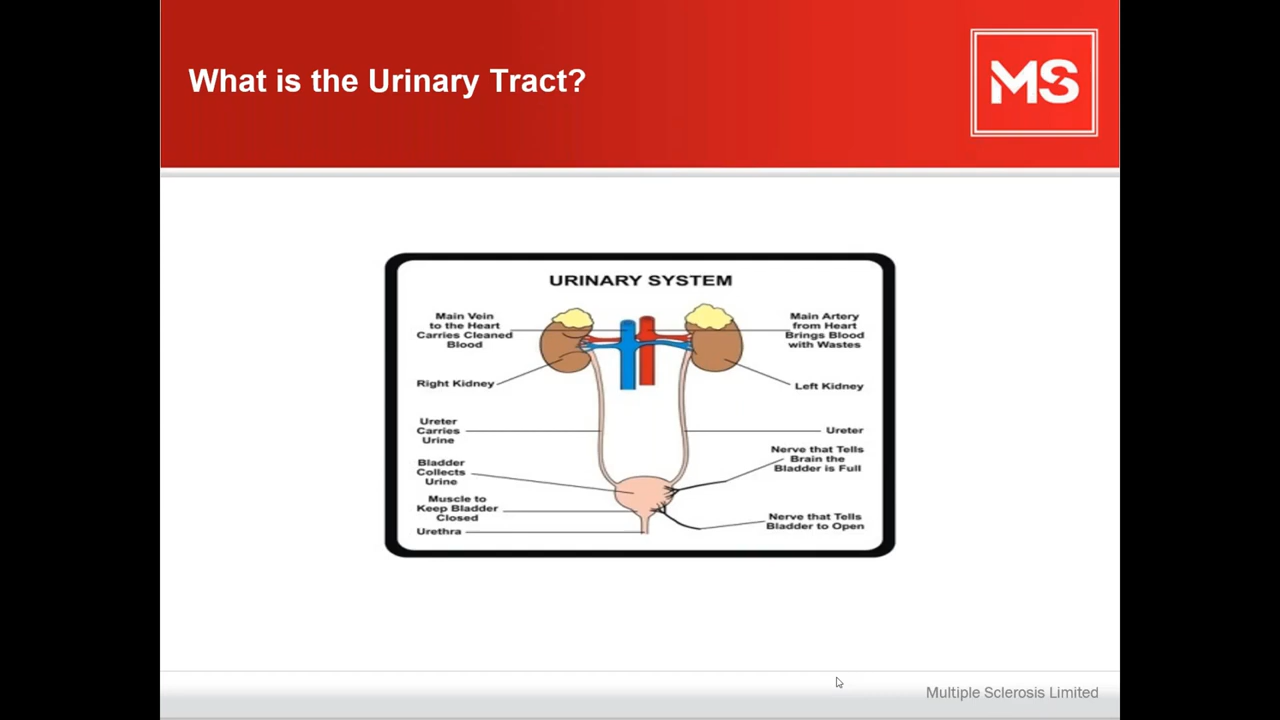 What is the Urinary Tract?
MS
URINARY SYSTEM
Main Vein
to the Heart
Carries Cleaned
Blood
Right Kidney
Ureter
Carries
Urine
Bladder
Collects
Urine
Muscle to
Keep Bladder
Closed
Urethra
Main Artery
from Heart
Brings Blood
with Wastes
Left Kidney
Ureter
Nerve that Tells
Brain the
Bladder is Full
Nerve that Tells
Bladder to Open
Multiple Sclerosis Limited